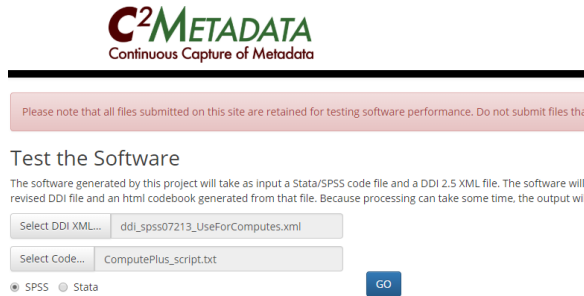 C²METADATA
Continuous Capture of Metadata
Please note that all files submitted on this site are retained for testing software performance. Do not submit files tha
Test the Software
The software generated by this project will take as input a Stata/SPSS code file and a DDI 2.5 XML file. The software will
revised DDI file and an html codebook generated from that file. Because processing can take some time, the output wi
Select DDI XML... ddi_spss07213_UseForComputes.xml
Select Code... ComputePlus_script.txt
SPSS Stata GO